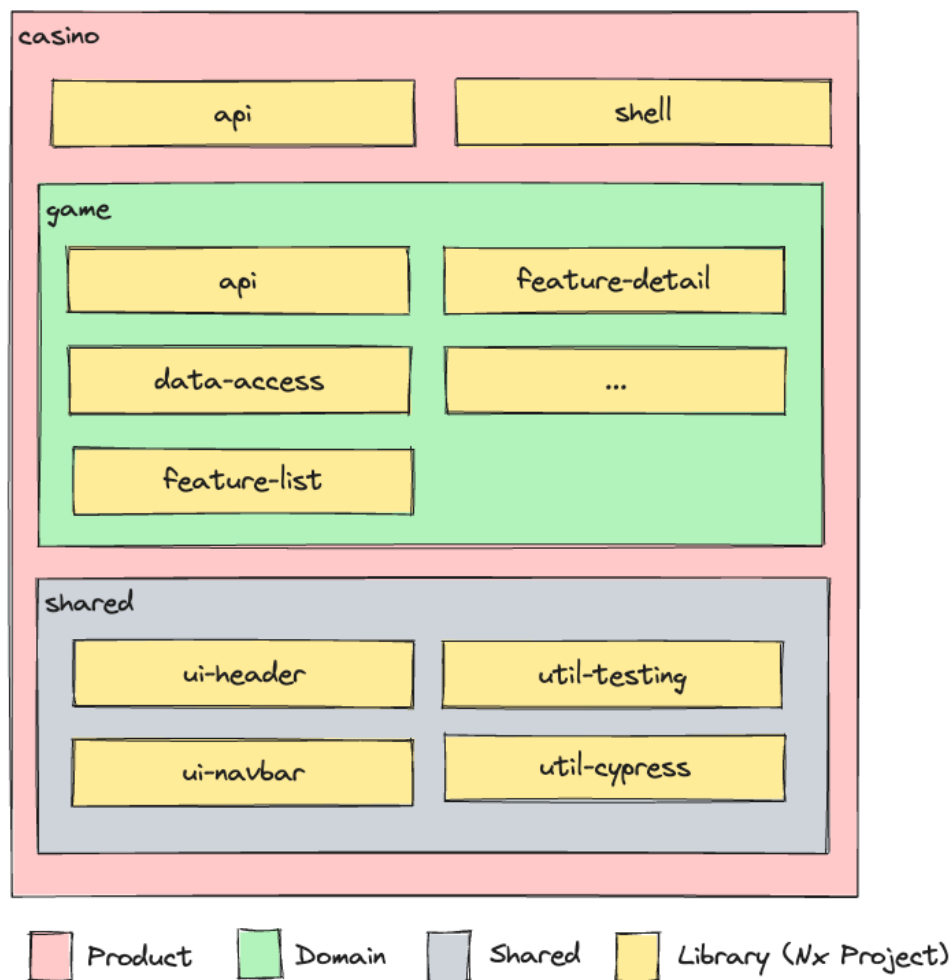 casino
api
shell
game
api
feature-detail
data-access
...
feature-list
shared
ui-header
util-testing
ui-navbar
util-cypress
Product
Domain
Shared
Library (Nx Project)